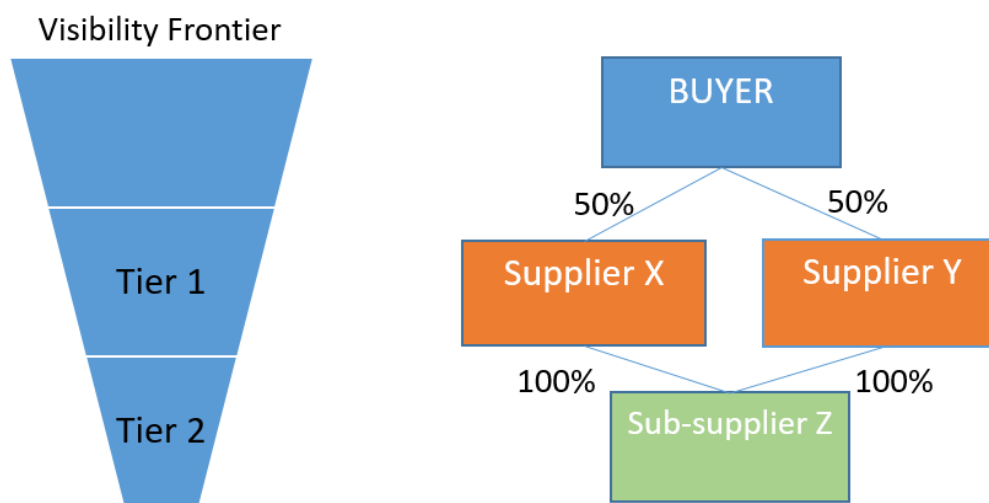 Visibility Frontier
BUYER
50%
50%
Tier 1
Supplier X
Supplier Y
100%
100%
Tier 2
Sub-supplier Z